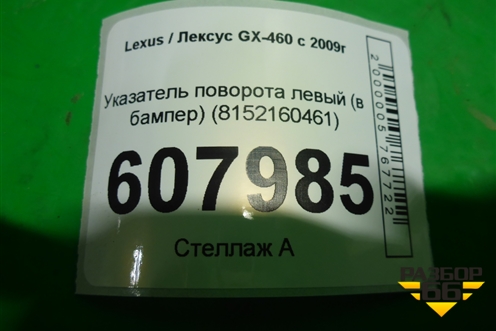 Lexus / Лексус GX-460 с 2009г
Указатель поворота левый (в
бампер) (8152160461)
607985
Стеллаж А
2000005767722
РАЗБОР
66